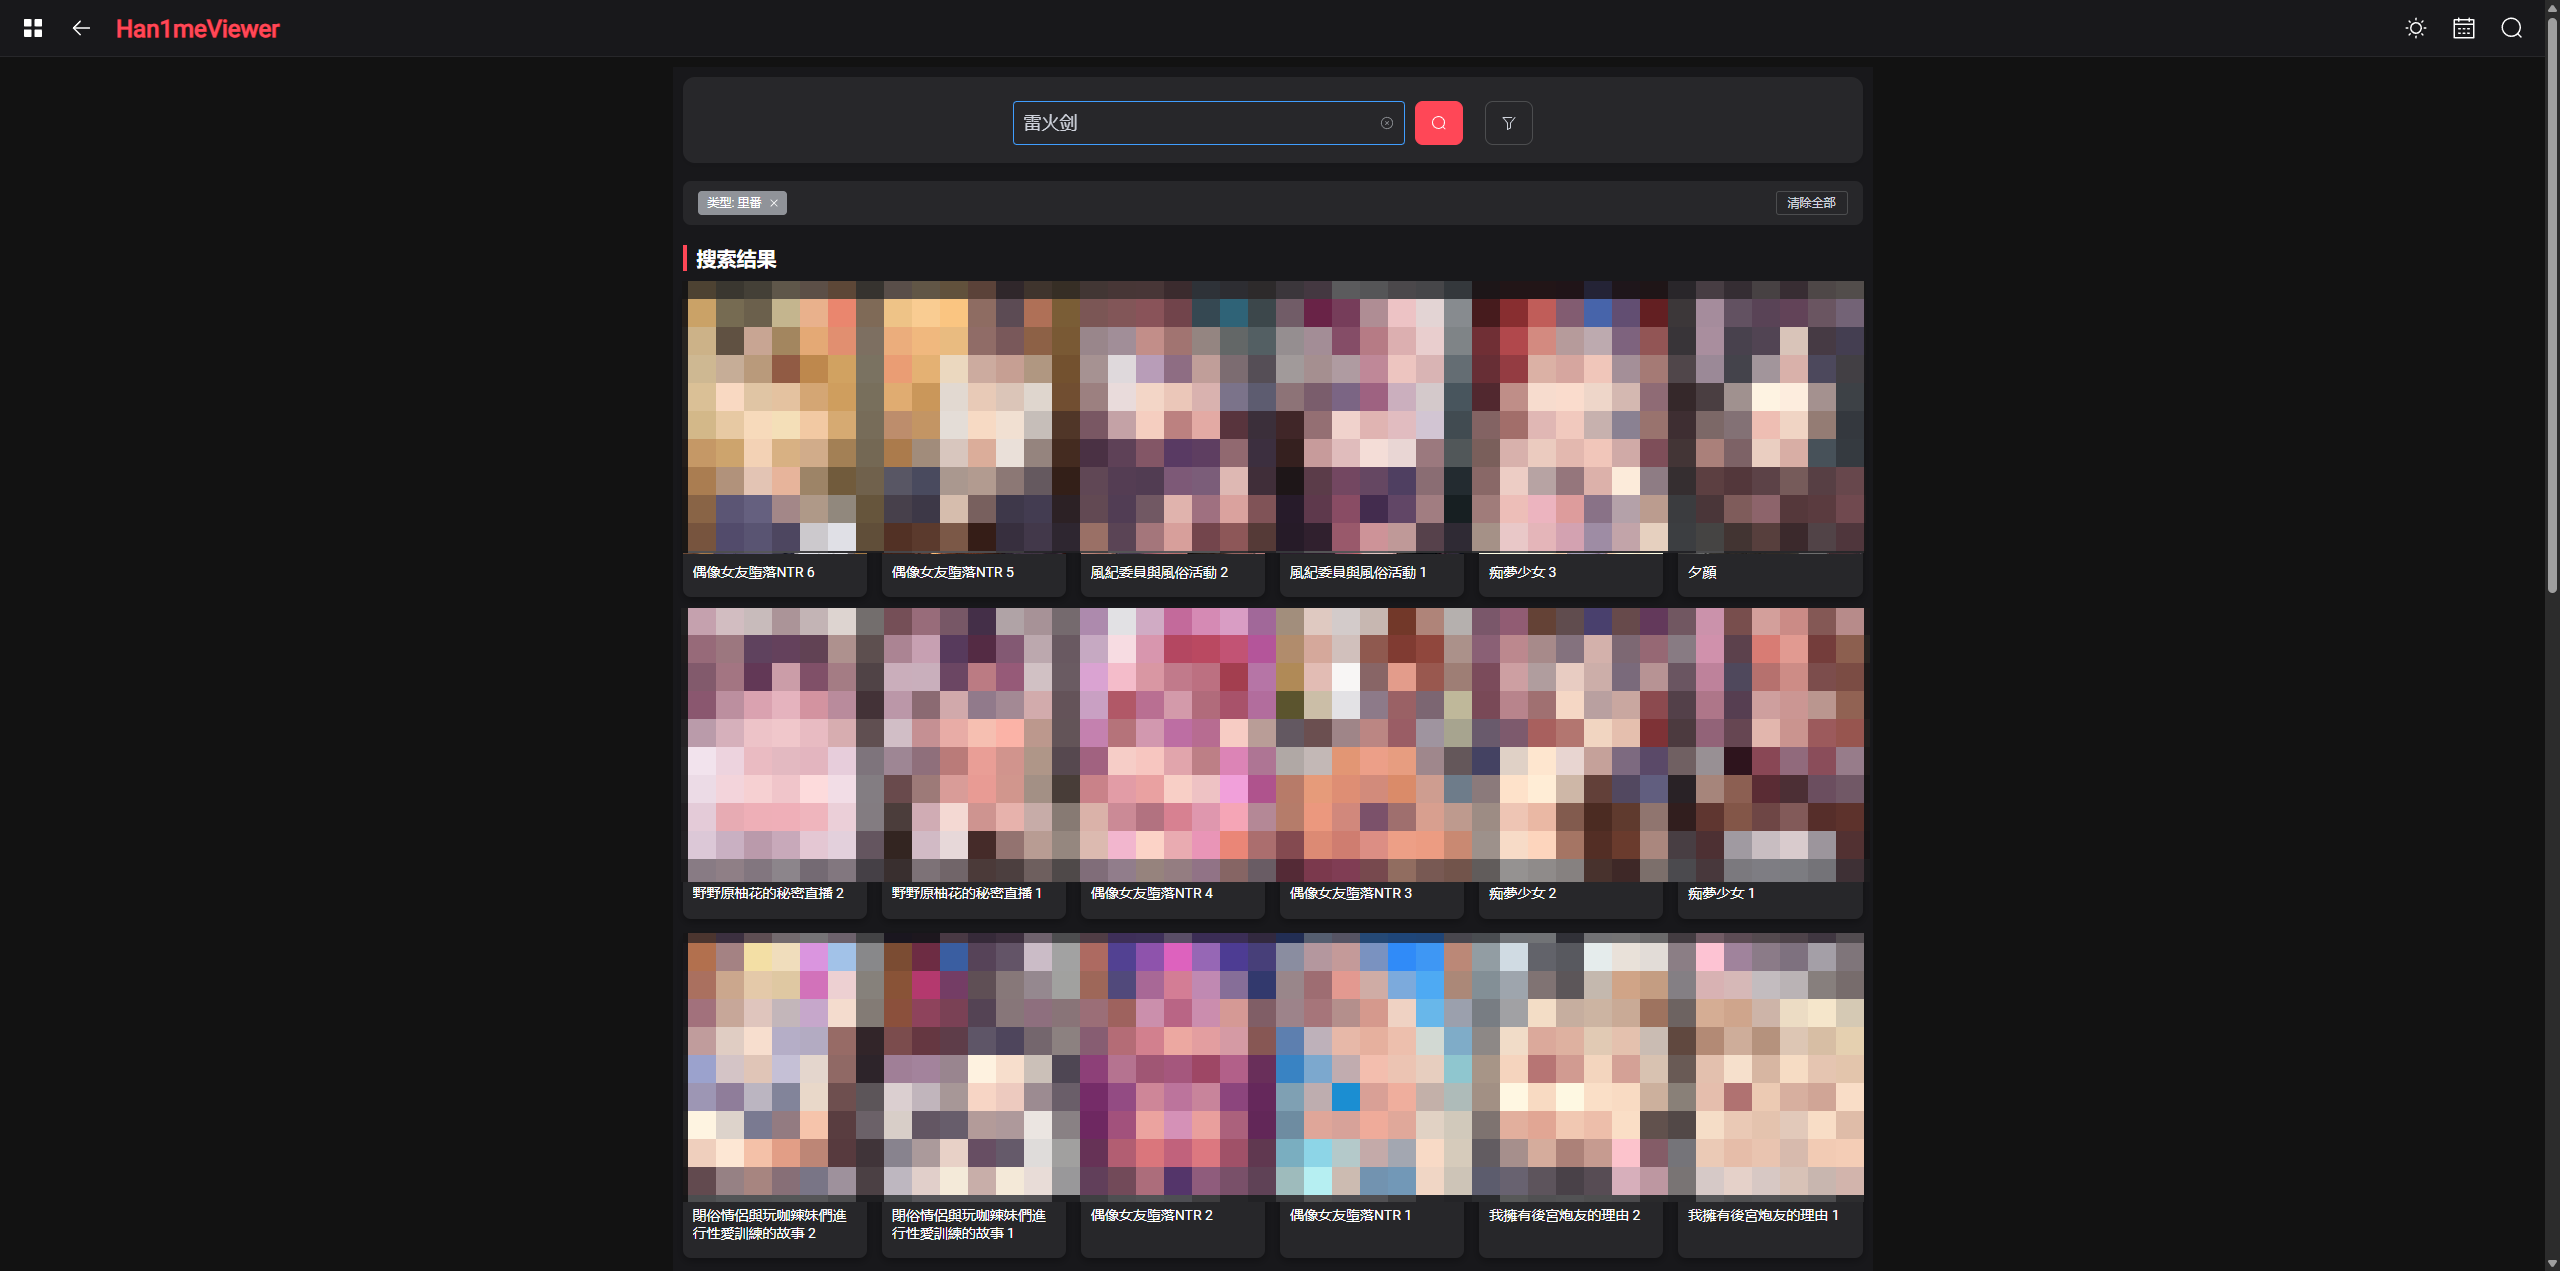 Han1meViewer
雷火剑
类型: 里番
清除全部
搜索结果
偶像女友墮落NTR 6
偶像女友墮落NTR 5
風紀委員與風俗活動 2
風紀委員與風俗活動 1
痴夢少女 3
夕顔
野野原柚花的秘密直播 2
野野原柚花的秘密直播 1
偶像女友墮落NTR 4
偶像女友墮落NTR 3
痴夢少女 2
痴夢少女 1
閉俗情侶與玩咖辣妹們進
行性愛訓練的故事 2
閉俗情侶與玩咖辣妹們進
行性愛訓練的故事 1
偶像女友墮落NTR 2
偶像女友墮落NTR 1
我擁有後宮炮友的理由 2
我擁有後宮炮友的理由 1